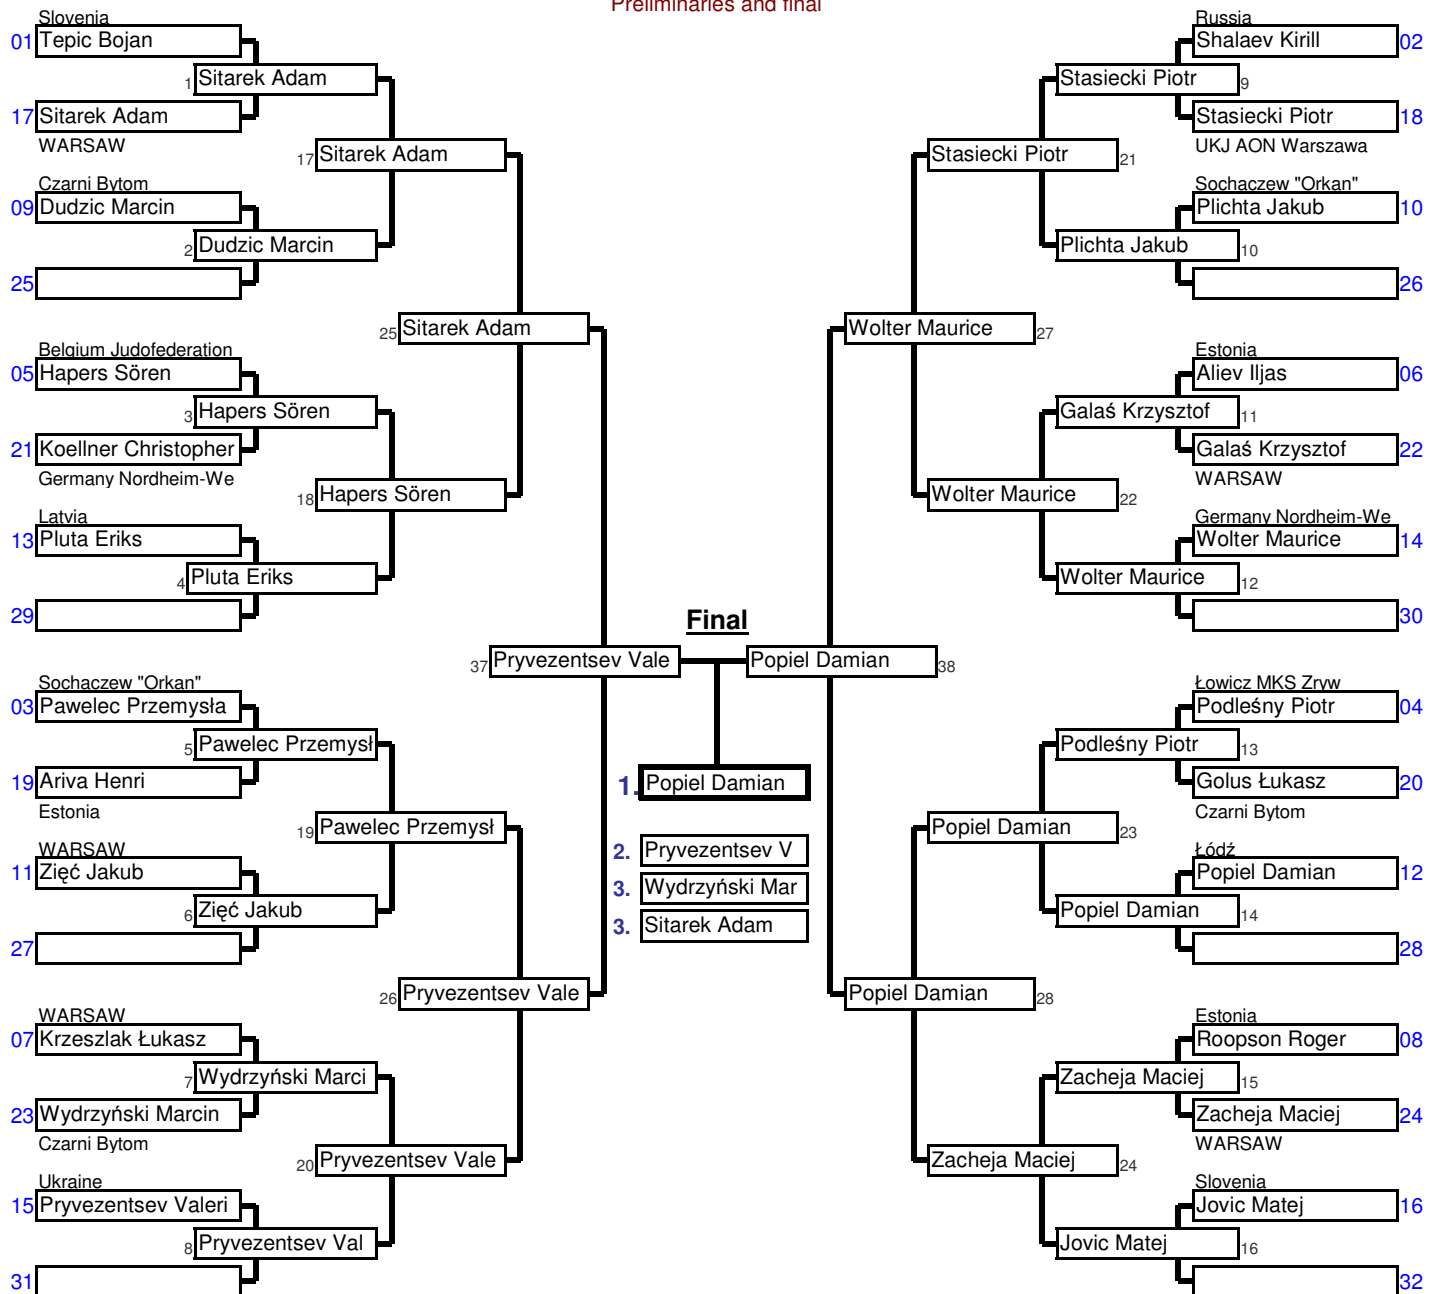 Preliminaries and final
Slovenia
01 Tepic Bojan
1 Sitarek Adam
17 Sitarek Adam
WARSAW
17 Sitarek Adam
Czarni Bytom
09 Dudzic Marcin
2 Dudzic Marcin
25
25 Sitarek Adam
Belgium Judofederation
05 Hapers Sören
3 Hapers Sören
21 Koellner Christopher
Germany Nordheim-We
18 Hapers Sören
Latvia
13 Pluta Eriks
4 Pluta Eriks
29
37 Pryvezentsev Vale
Sochaczew "Orkan"
03 Pawelec Przemysła
5 Pawelec Przemysł
19 Ariva Henri
Estonia
19 Pawelec Przemysł
WARSAW
11 Zięć Jakub
6 Zięć Jakub
27
26 Pryvezentsev Vale
WARSAW
07 Krzeszlak Łukasz
7 Wydrzyński Marci
23 Wydrzyński Marcin
Czarni Bytom
20 Pryvezentsev Vale
Ukraine
15 Pryvezentsev Valeri
8 Pryvezentsev Val
31
Final
1. Popiel Damian
2. Pryvezentsev V
3. Wydrzyński Mar
3. Sitarek Adam
Russia
Shalaev Kirill 02
Stasiecki Piotr 9
Stasiecki Piotr 18
UKJ AON Warszawa
Stasiecki Piotr 21
Sochaczew "Orkan"
Plichta Jakub 10
Plichta Jakub 10
26
Wolter Maurice 27
Estonia
Aliev Iljas 06
Galaś Krzysztof 11
Galaś Krzysztof 22
WARSAW
Wolter Maurice 22
Germany Nordheim-We
Wolter Maurice 14
Wolter Maurice 12
30
Popiel Damian 38
Łowicz MKS Zryw
Podleśny Piotr 04
Podleśny Piotr 13
Golus Łukasz 20
Czarni Bytom
Popiel Damian 23
Łódź
Popiel Damian 12
Popiel Damian 14
28
Popiel Damian 28
Estonia
Roopson Roger 08
Zacheja Maciej 15
Zacheja Maciej 24
WARSAW
Zacheja Maciej 24
Slovenia
Jovic Matej 16
Jovic Matej 16
32